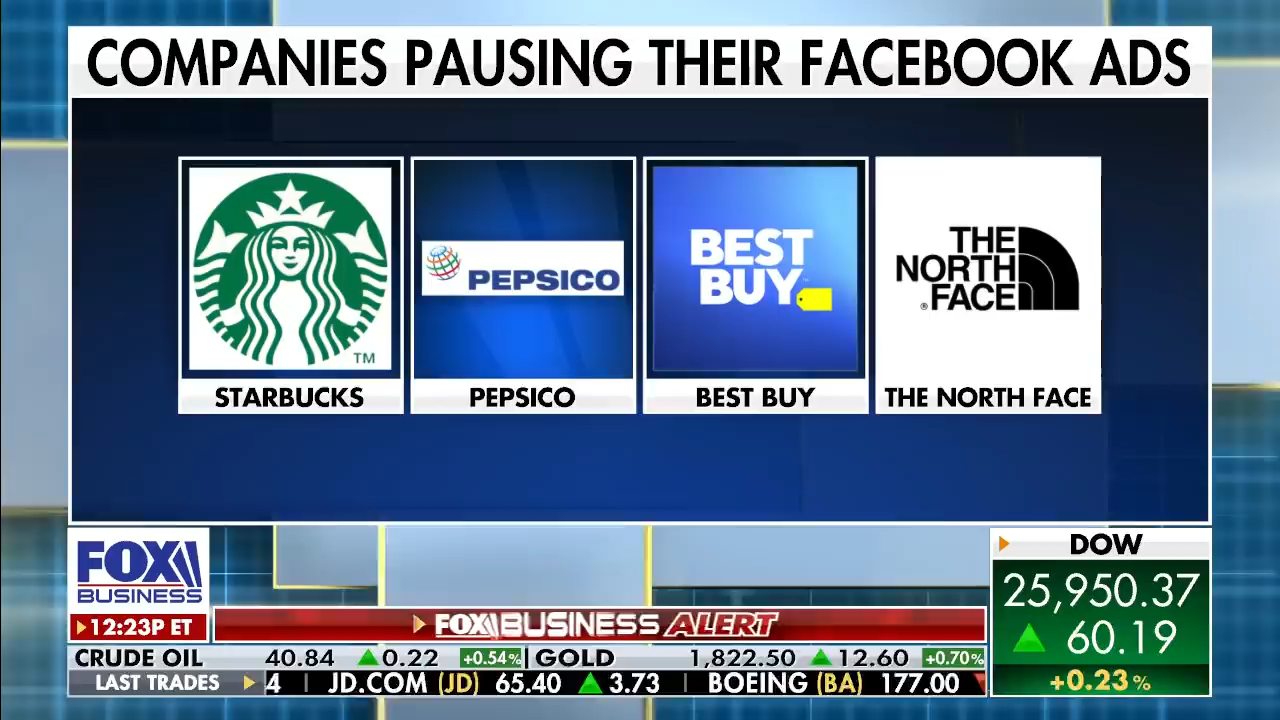 COMPANIES PAUSING THEIR FACEBOOK ADS
TM
STARBUCKS
PEPSICO
PEPSICO
BEST
BUY
BEST BUY
THE
NORTH
FACE
®
THE NORTH FACE
FOX
BUSINESS
12:23P ET
FOX BUSINESS ALERT
CRUDE OIL 40.84 ▲0.22 +0.54% GOLD 1,822.50 ▲12.60 +0.70%
LAST TRADES 4 JD.COM (JD) 65.40 ▲3.73 BOEING (BA) 177.00
DOW
25,950.37
▲ 60.19
+0.23%